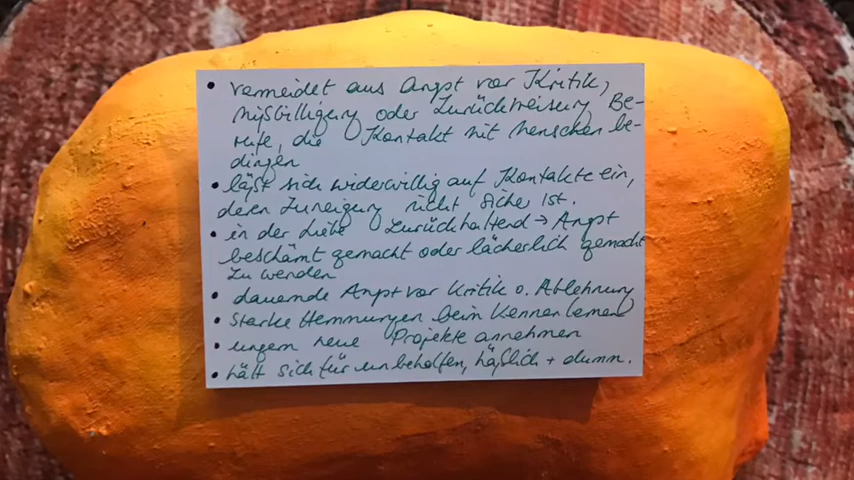 • vermeidet aus Angst vor Kritik,
Mißbilligung oder Zurückweisung Be-
rufe, die Kontakt mit Menschen be-
dingen
• läßt sich widerwillig auf Kontakte ein,
deren Zuneigung nicht sicher ist.
• in der Liebe zurückhaltend → Angst
beschämt gemacht oder lächerlich gemacht
zu werden
• dauernde Angst vor Kritik o. Ablehnung
• starke Hemmungen beim Kennenlernen
• ungern neue Projekte annehmen
• hält sich für unbeholfen, häßlich + dumm.